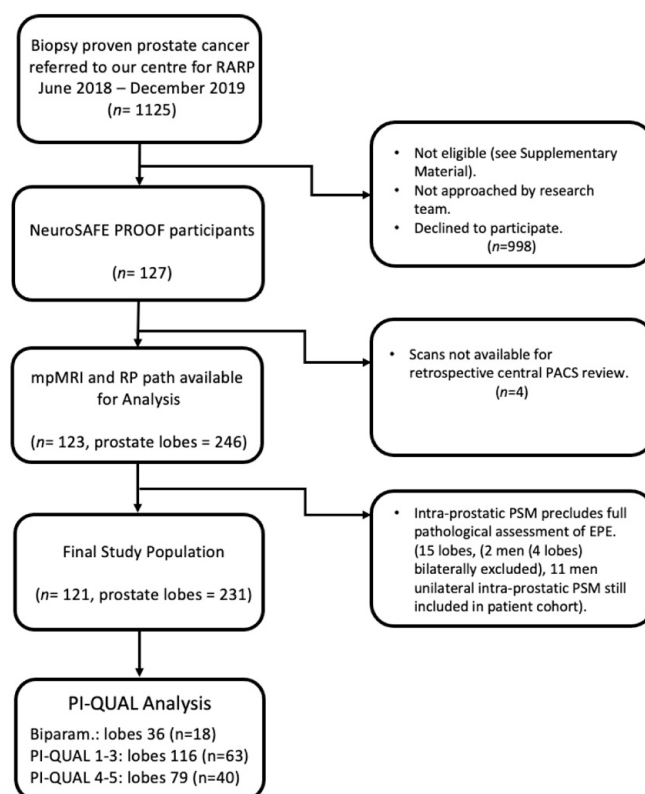 Biopsy proven prostate cancer
referred to our centre for RARP
June 2018 – December 2019
(n= 1125)
• Not eligible (see Supplementary
Material).
• Not approached by research
team.
• Declined to participate.
(n=998)
NeuroSAFE PROOF participants
(n= 127)
• Scans not available for
retrospective central PACS review.
(n=4)
mpMRI and RP path available
for Analysis
(n= 123, prostate lobes = 246)
• Intra-prostatic PSM precludes full
pathological assessment of EPE.
(15 lobes, (2 men (4 lobes)
bilaterally excluded), 11 men
unilateral intra-prostatic PSM still
included in patient cohort).
Final Study Population
(n= 121, prostate lobes = 231)
PI-QUAL Analysis
Biparam.: lobes 36 (n=18)
PI-QUAL 1-3: lobes 116 (n=63)
PI-QUAL 4-5: lobes 79 (n=40)